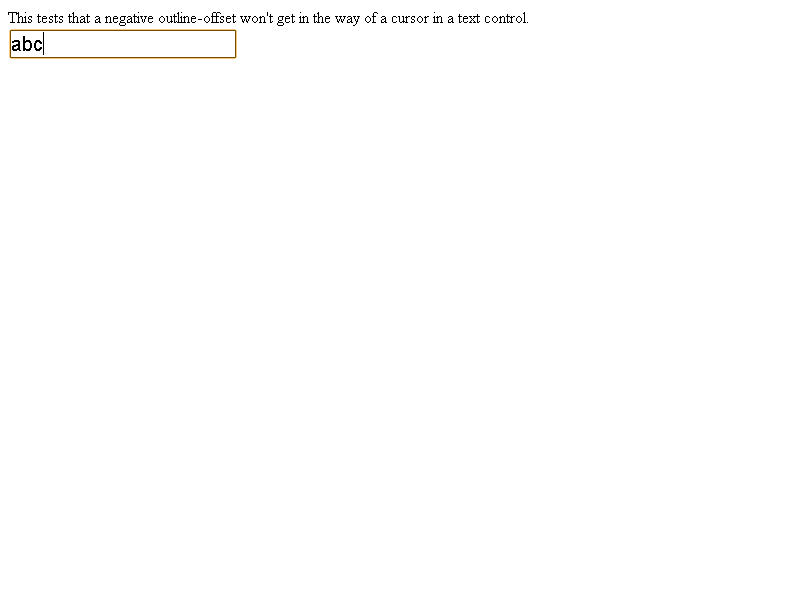 This tests that a negative outline-offset won't get in the way of a cursor in a text control.
abc